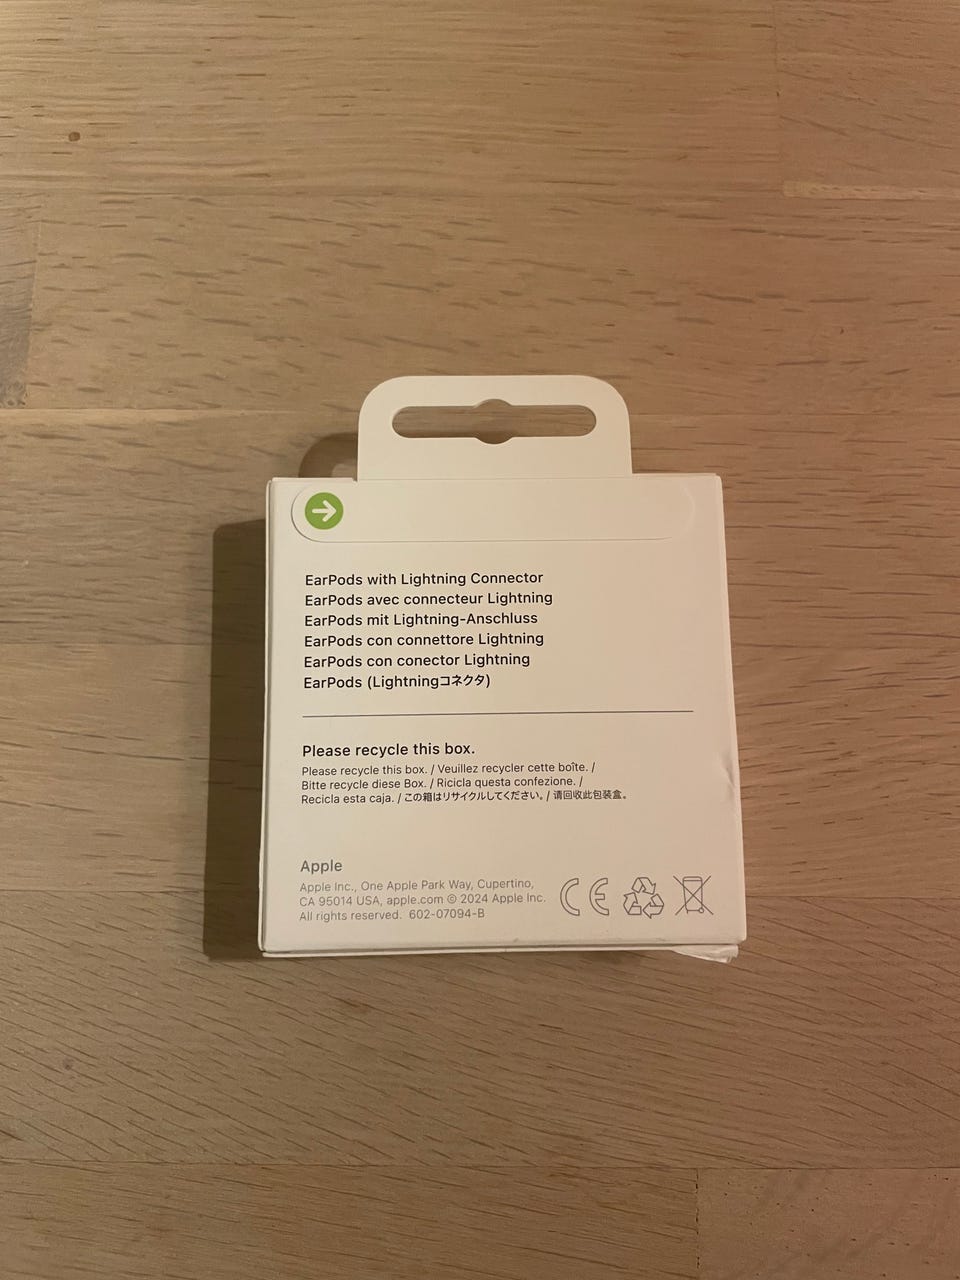 EarPods with Lightning Connector
EarPods avec connecteur Lightning
EarPods mit Lightning-Anschluss
EarPods con connettore Lightning
EarPods con conector Lightning
EarPods (Lightningコネクタ)
Please recycle this box.
Please recycle this box. / Veuillez recycler cette boîte. /
Bitte recycle diese Box. / Ricicla questa confezione. /
Recicla esta caja. / この箱はリサイクルしてください。/ 请回收此包装盒。
Apple
Apple Inc., One Apple Park Way, Cupertino,
CA 95014 USA, apple.com © 2024 Apple Inc.
All rights reserved. 602-07094-B
CE